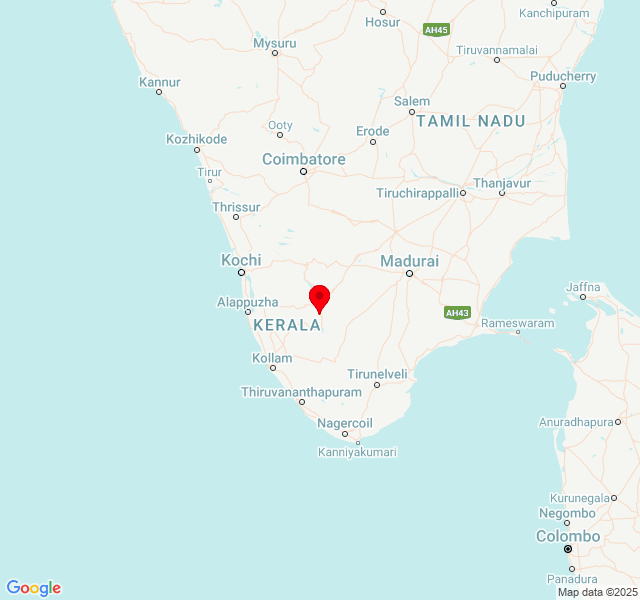 Kanchipuram
Hosur
AH45
Mysuru
Tiruvannamalai
Kannur
Puducherry
Salem
Ooty
TAMIL NADU
Erode
Kozhikode
Coimbatore
Tirur
Tiruchirappalli
Thanjavur
Thrissur
Kochi
Madurai
Jaffna
Alappuzha
AH43
KERALA
Rameswaram
Kollam
Tirunelveli
Thiruvananthapuram
Nagercoil
Anuradhapura
Kanniyakumari
Kurunegala
Negombo
Colombo
Panadura
Google
Map data ©2025